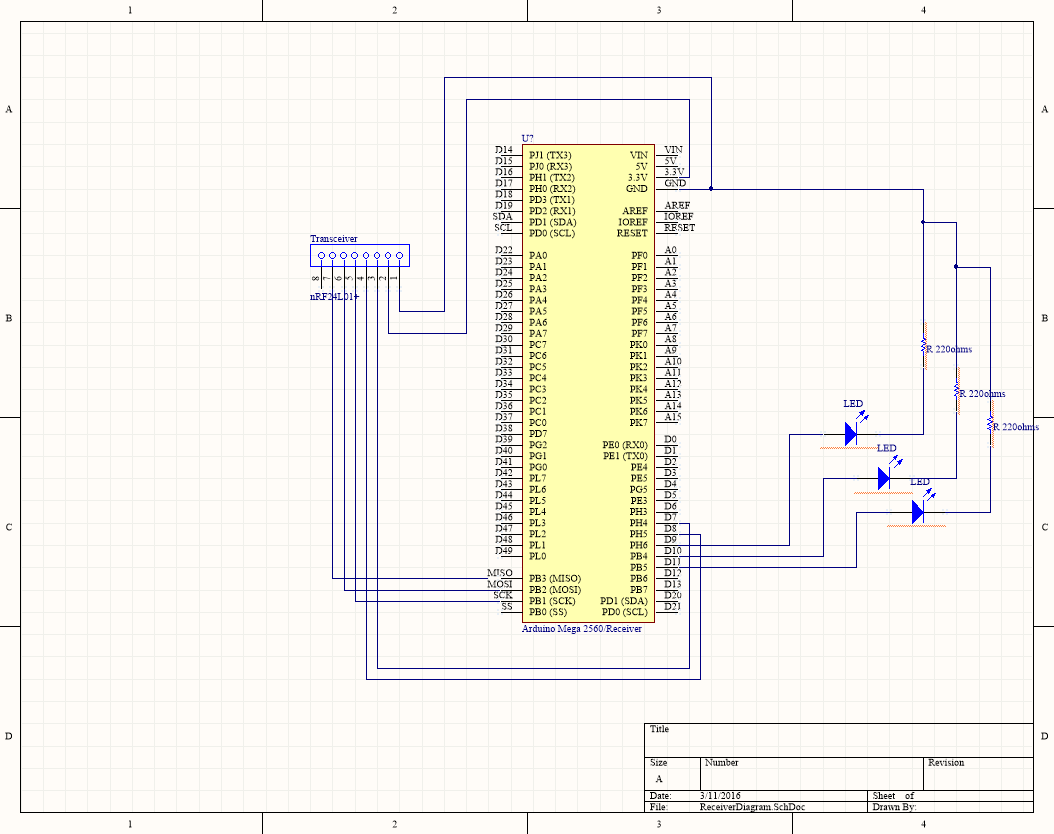 1 2 3 4
A A
B B
C C
D D
U?
D14 PJ1 (TX3) VIN VIN
D15 PJ0 (RX3) 5V 5V
D16 PH1 (TX2) 3.3V 3.3V
D17 PH0 (RX2) GND GND
D18 PD3 (TX1)
D19 PD2 (RX1) AREF AREF
SDA PD1 (SDA) IOREF IOREF
SCL PD0 (SCL) RESET RESET
D22 PA0 PF0 A0
D23 PA1 PF1 A1
D24 PA2 PF2 A2
D25 PA3 PF3 A3
D26 PA4 PF4 A4
D27 PA5 PF5 A5
D28 PA6 PF6 A6
D29 PA7 PF7 A7
D30 PC7 PK0 A8
D31 PC6 PK1 A9
D32 PC5 PK2 A10
D33 PC4 PK3 A11
D34 PC3 PK4 A12
D35 PC2 PK5 A13
D36 PC1 PK6 A14
D37 PC0 PK7 A15
D38 PD7
D39 PG2 PE0 (RX0) D0
D40 PG1 PE1 (TX0) D1
D41 PG0 PE4 D2
D42 PL7 PE5 D3
D43 PL6 PG5 D4
D44 PL5 PE3 D5
D45 PL4 PH3 D6
D46 PL3 PH4 D7
D47 PL2 PH5 D8
D48 PL1 PH6 D9
D49 PL0 PB4 D10
PB5 D11
MISO PB3 (MISO) PB6 D12
MOSI PB2 (MOSI) PB7 D13
SCK PB1 (SCK) PD1 (SDA) D20
SS PB0 (SS) PD0 (SCL) D21
Arduino Mega 2560/Receiver
Transceiver
8 7 6 5 4 3 2 1
nRF24L01+
R 220ohms
R 220ohms
R 220ohms
LED
LED
LED
Title
Size Number Revision
A
Date: 3/11/2016 Sheet of
File: ReceiverDiagram.SchDoc Drawn By:
1 2 3 4